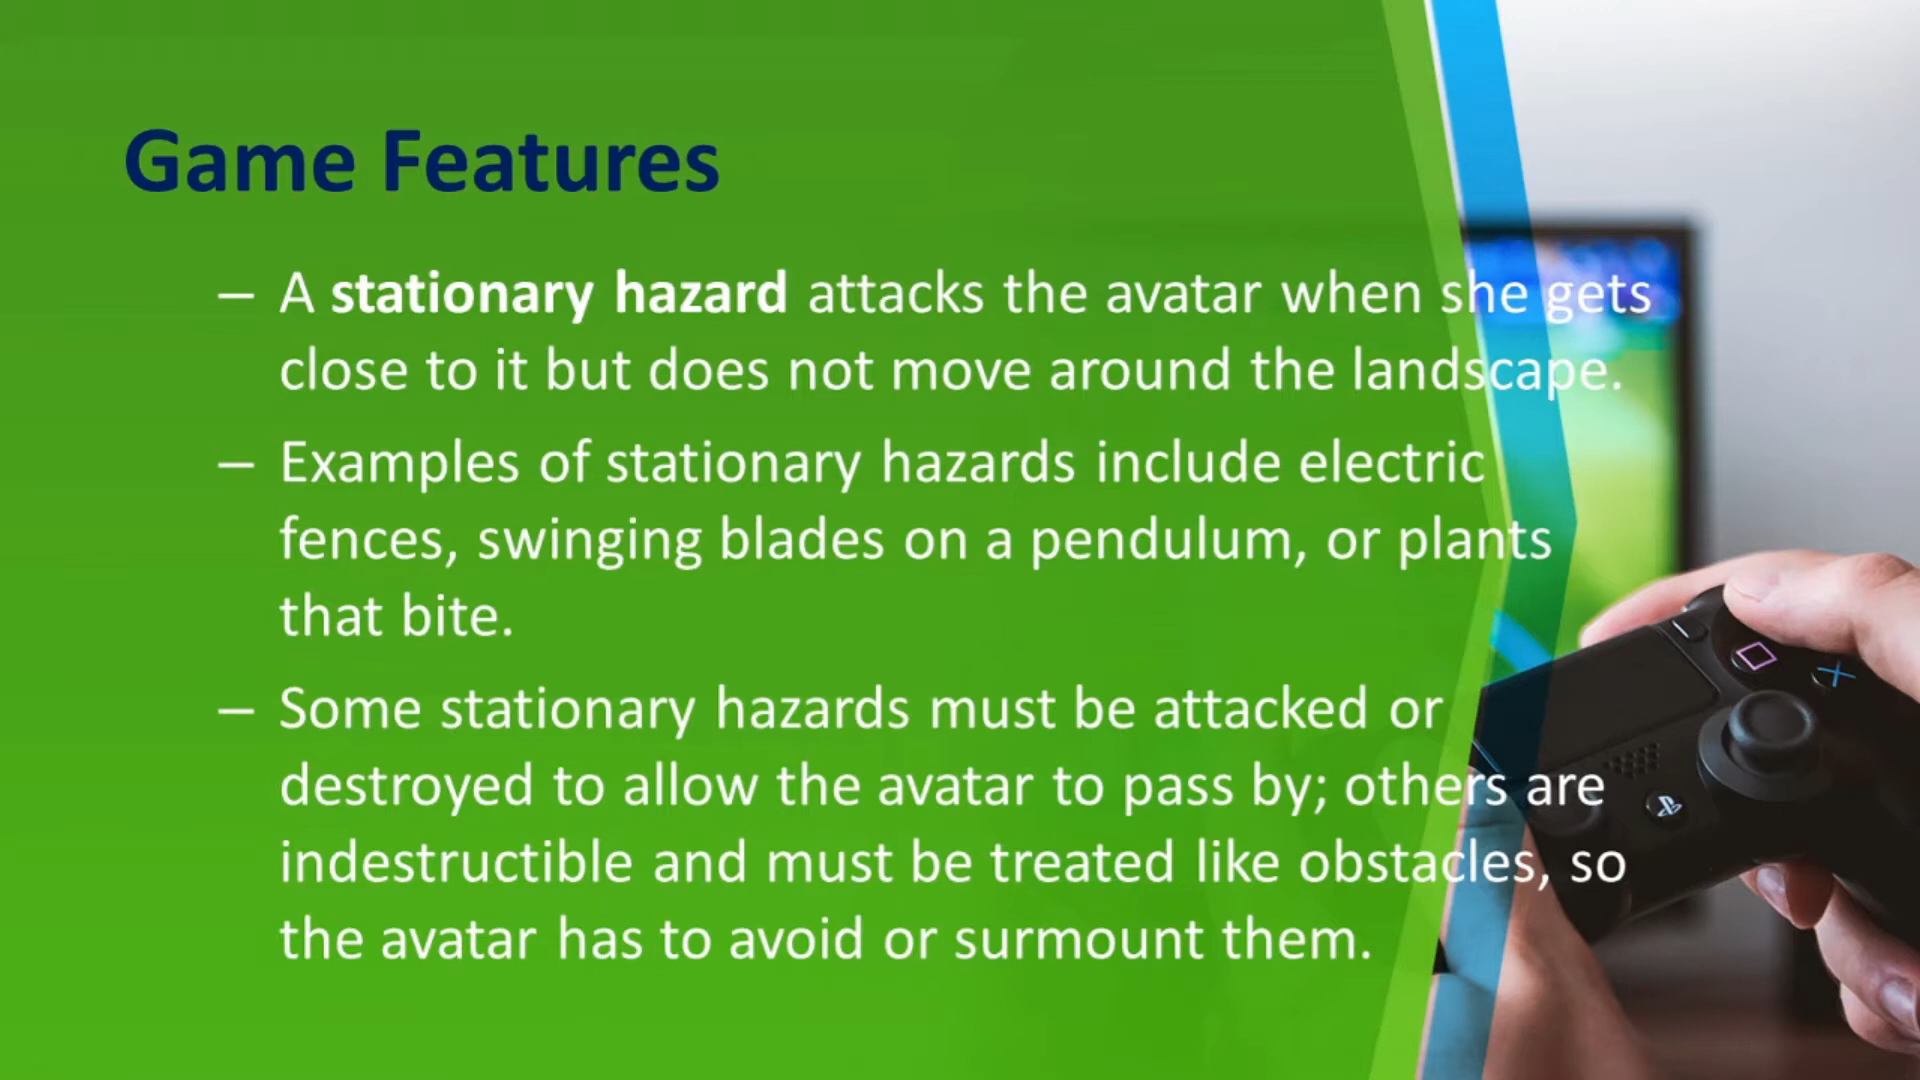 Game Features
– A stationary hazard attacks the avatar when she gets
close to it but does not move around the landscape.
– Examples of stationary hazards include electric
fences, swinging blades on a pendulum, or plants
that bite.
– Some stationary hazards must be attacked or
destroyed to allow the avatar to pass by; others are
indestructible and must be treated like obstacles, so
the avatar has to avoid or surmount them.